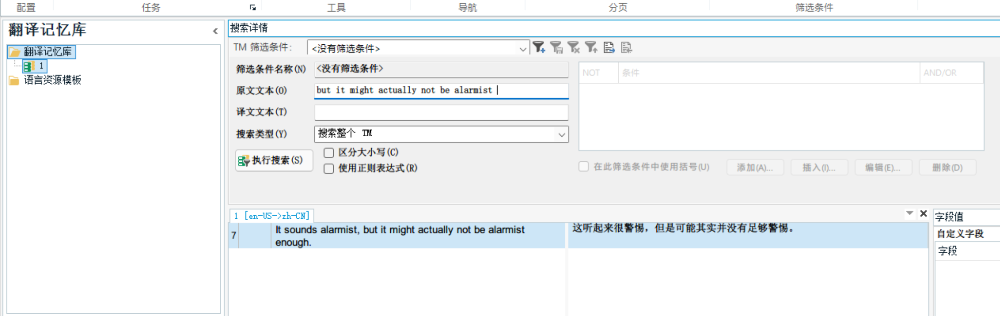 配置 任务 工具 导航 分页 筛选条件
翻译记忆库
翻译记忆库
1
语言资源模板
搜索详情
TM 筛选条件: <没有筛选条件>
筛选条件名称(N) <没有筛选条件>
原文文本(O) but it might actually not be alarmist
译文文本(T)
搜索类型(Y) 搜索整个 TM
执行搜索(S)
区分大小写(C)
使用正则表达式(R)
NOT 条件 AND/OR
在此筛选条件中使用括号(U) 添加(A)... 插入(I)... 编辑(E)... 删除(D)
1 [en-US->zh-CN]
7 It sounds alarmist, but it might actually not be alarmist
enough.
这听起来很警惕，但是可能其实并没有足够警惕。
字段值
自定义字段
字段